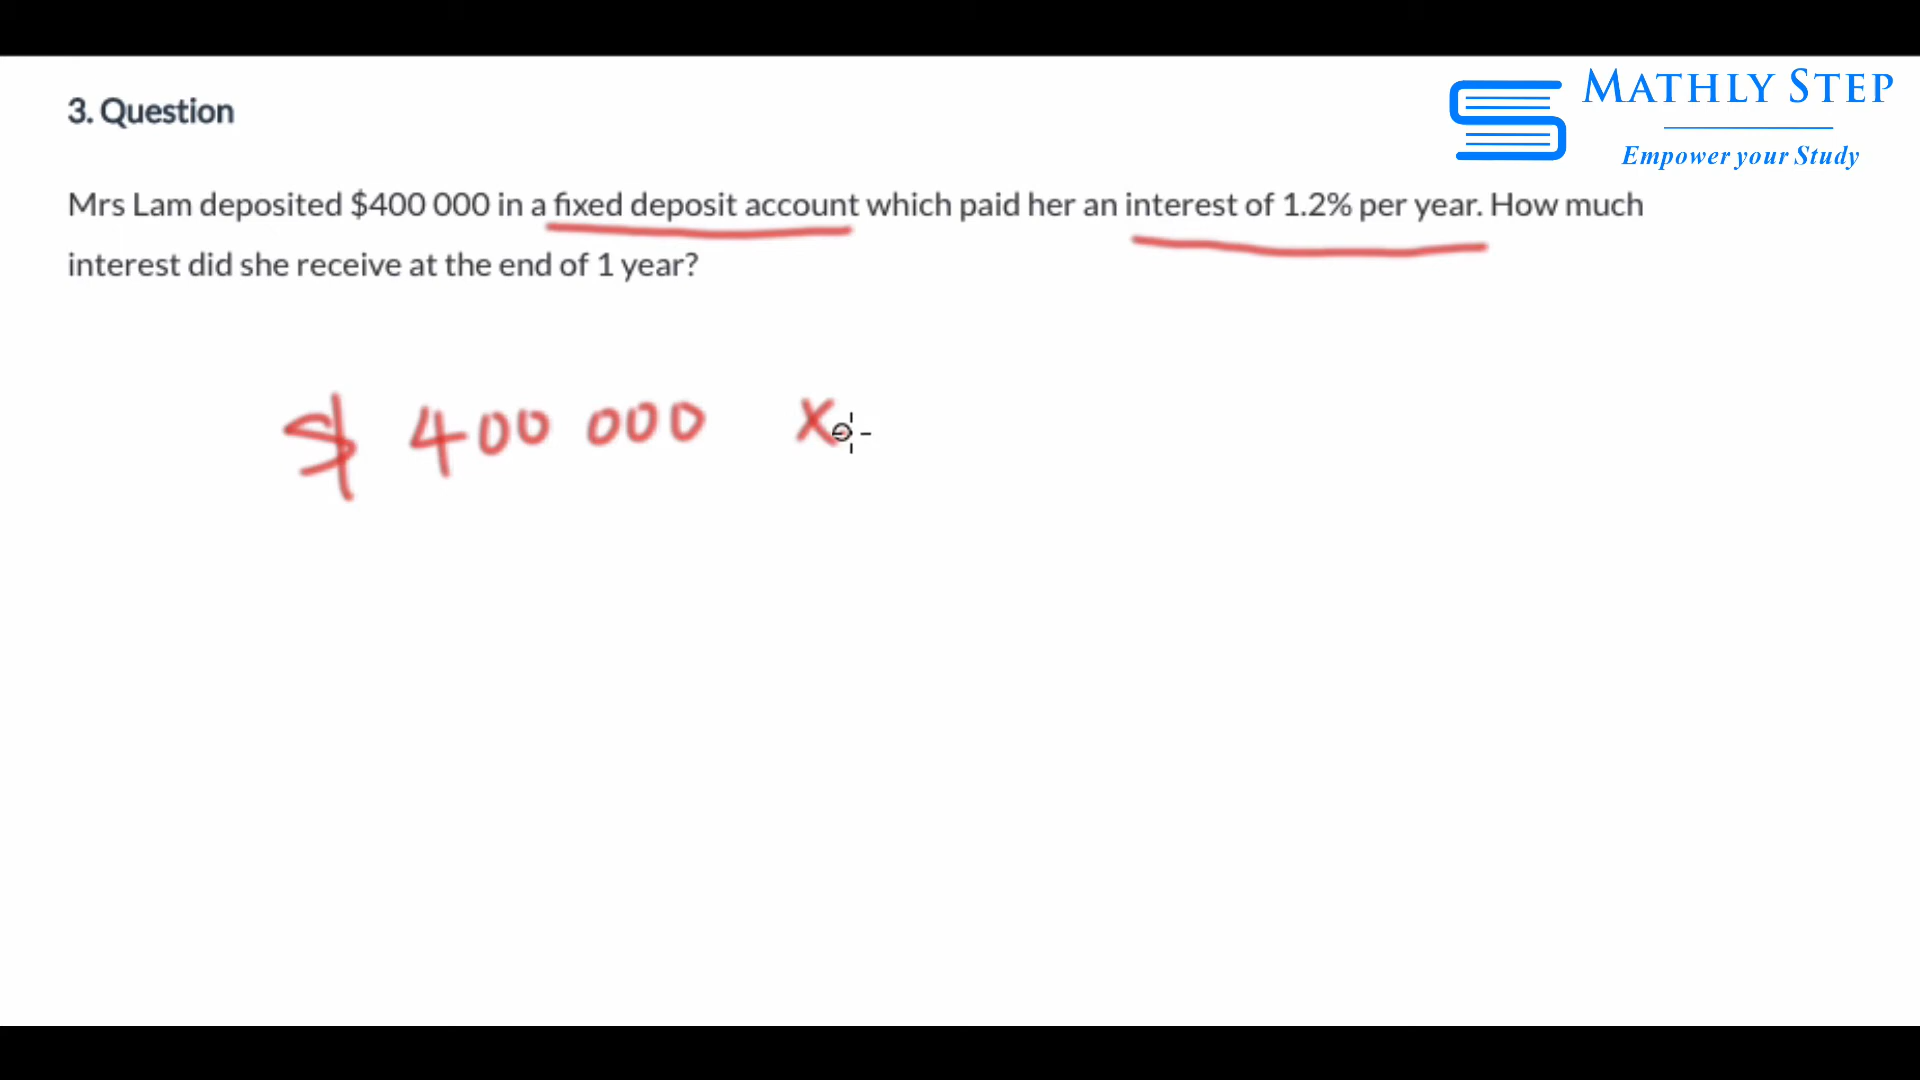 3. Question
MATHLY STEP
Empower your Study
Mrs Lam deposited $400 000 in a fixed deposit account which paid her an interest of 1.2% per year. How much
interest did she receive at the end of 1 year?
$ 400 000 x